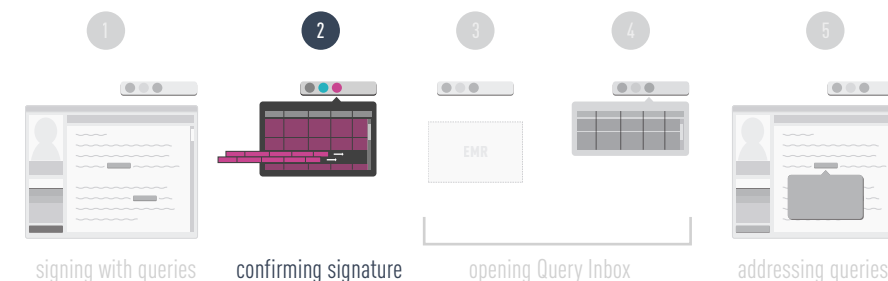 1 2 3 4 5
EMR
signing with queries confirming signature opening Query Inbox addressing queries